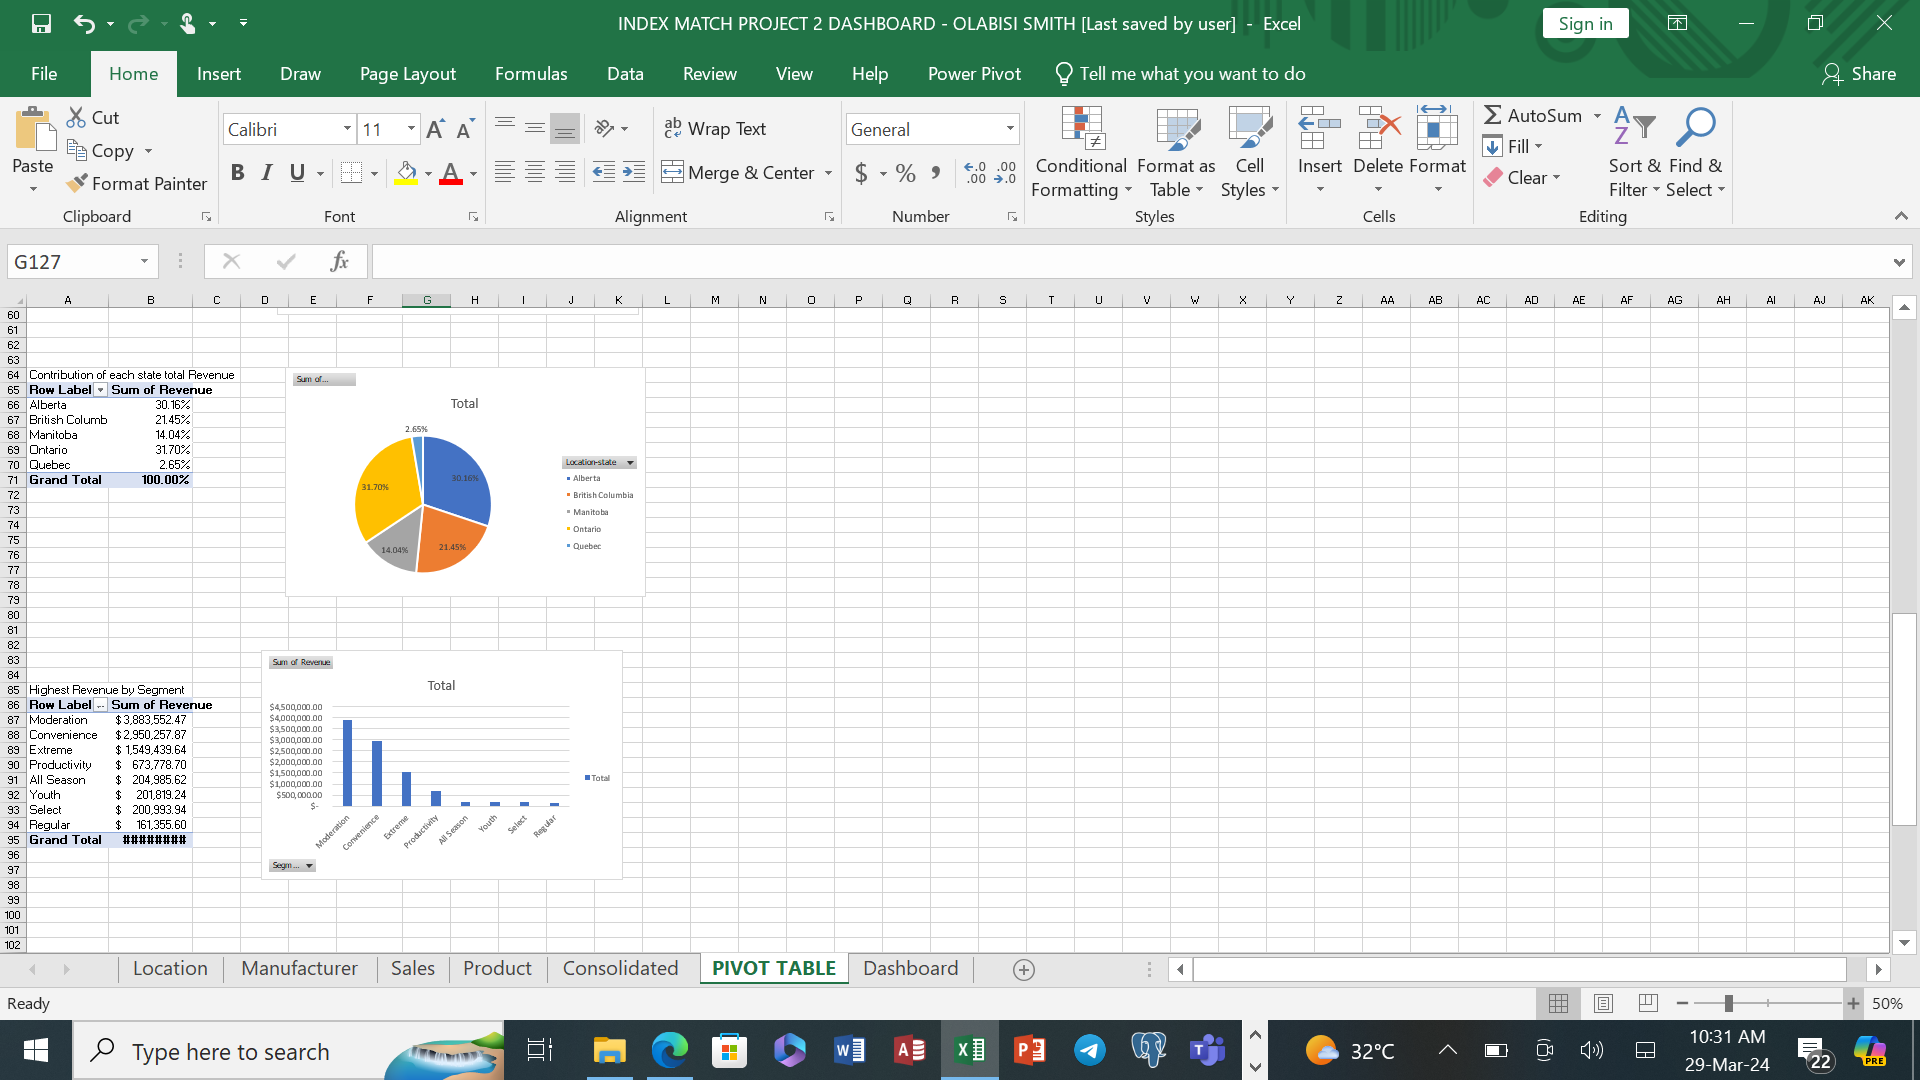 INDEX MATCH PROJECT 2 DASHBOARD - OLABISI SMITH [Last saved by user] - Excel
Sign in
File Home Insert Draw Page Layout Formulas Data Review View Help Power Pivot Tell me what you want to do Share
Paste Cut Copy Format Painter Clipboard
Calibri 11 A A B I U A Font
ab c Wrap Text Merge & Center Alignment
General $ % , .0 .00 .00 .0 Number
Conditional Formatting Format as Table Cell Styles Styles
Insert Delete Format Cells
AutoSum Fill Clear Sort & Filter Find & Select Editing
G127 fx
A B C D E F G H I J K L M N O P Q R S T U V W X Y Z AA AB AC AD AE AF AG AH AI AJ AK
60
61
62
63
64 Contribution of each state total Revenue
65 Row Label Sum of Revenue
66 Alberta 30.16%
67 British Columb 21.45%
68 Manitoba 14.04%
69 Ontario 31.70%
70 Quebec 2.65%
71 Grand Total 100.00%
72
73
74
75
76
77
78
79
80
81
82
83
84
85 Highest Revenue by Segment
86 Row Label Sum of Revenue
87 Moderation $ 3,883,552.47
88 Convenience $ 2,950,257.87
89 Extreme $ 1,549,439.64
90 Productivity $ 673,778.70
91 All Season $ 204,985.62
92 Youth $ 201,819.24
93 Select $ 200,993.94
94 Regular $ 161,355.60
95 Grand Total ########
96
97
98
99
100
101
102
Sum of...
Total
2.65%
30.16%
31.70%
14.04%
21.45%
Location-state
Alberta
British Columbia
Manitoba
Ontario
Quebec
Sum of Revenue
Total
$4,500,000.00
$4,000,000.00
$3,500,000.00
$3,000,000.00
$2,500,000.00
$2,000,000.00
$1,500,000.00
$1,000,000.00
$500,000.00
$-
Moderation Convenience Extreme Productivity All Season Youth Select Regular
Total
Segm...
Location Manufacturer Sales Product Consolidated PIVOT TABLE Dashboard
Ready 50%
Type here to search
32°C
10:31 AM
29-Mar-24
22
PRE